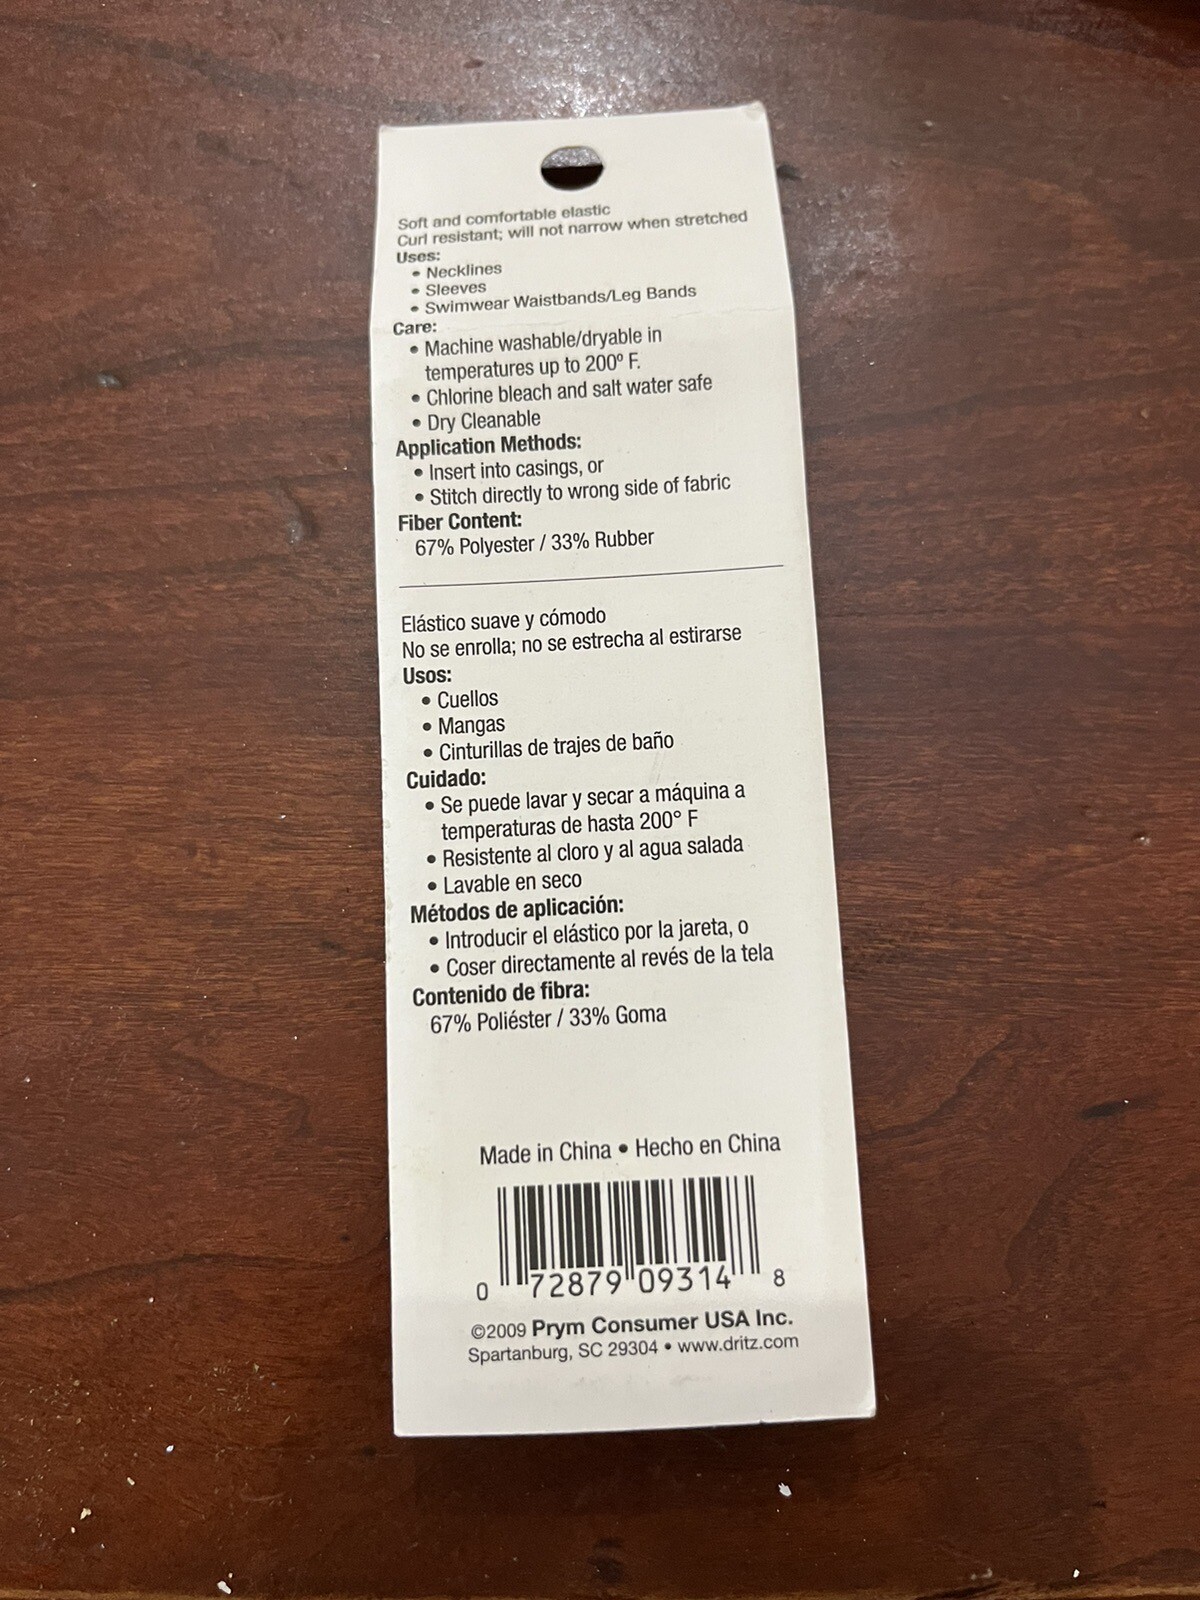 Soft and comfortable elastic
Curl resistant; will not narrow when stretched
Uses:
• Necklines
• Sleeves
• Swimwear Waistbands/Leg Bands
Care:
• Machine washable/dryable in
temperatures up to 200º F.
• Chlorine bleach and salt water safe
• Dry Cleanable
Application Methods:
• Insert into casings, or
• Stitch directly to wrong side of fabric
Fiber Content:
67% Polyester / 33% Rubber
Elástico suave y cómodo
No se enrolla; no se estrecha al estirarse
Usos:
• Cuellos
• Mangas
• Cinturillas de trajes de baño
Cuidado:
• Se puede lavar y secar a máquina a
temperaturas de hasta 200° F
• Resistente al cloro y al agua salada
• Lavable en seco
Métodos de aplicación:
• Introducir el elástico por la jareta, o
• Coser directamente al revés de la tela
Contenido de fibra:
67% Poliéster / 33% Goma
Made in China • Hecho en China
0 72879 09314 8
©2009 Prym Consumer USA Inc.
Spartanburg, SC 29304 • www.dritz.com